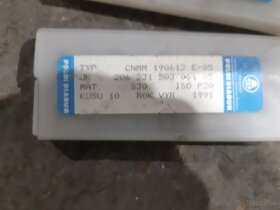 POLDI DIADUR
TYP CNMM 190612 E-05
JK 206 231 503 061 05
MAT. S30 ISO P30
KUSU 10 ROK VYR 1991